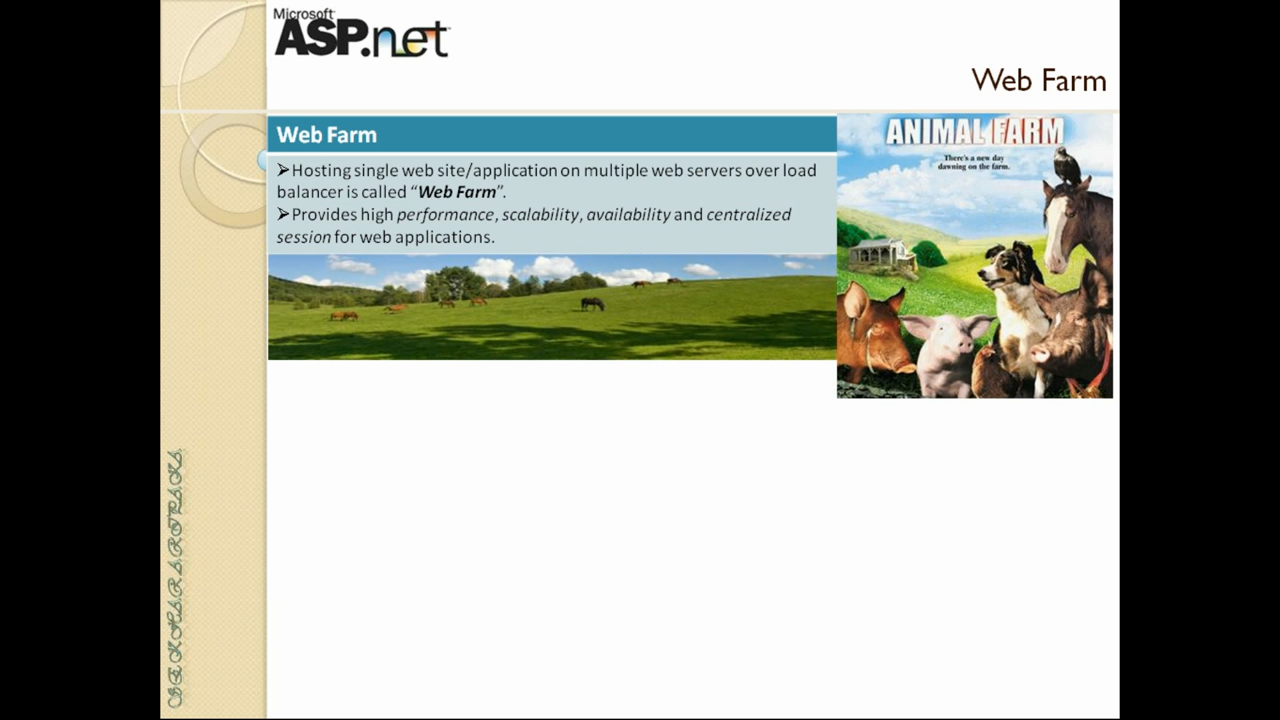 Microsoft
ASP.net
Web Farm
Web Farm
➢Hosting single web site/application on multiple web servers over load
balancer is called “Web Farm”.
➢Provides high performance, scalability, availability and centralized
session for web applications.
ANIMAL FARM
There's a new day
dawning on the farm.